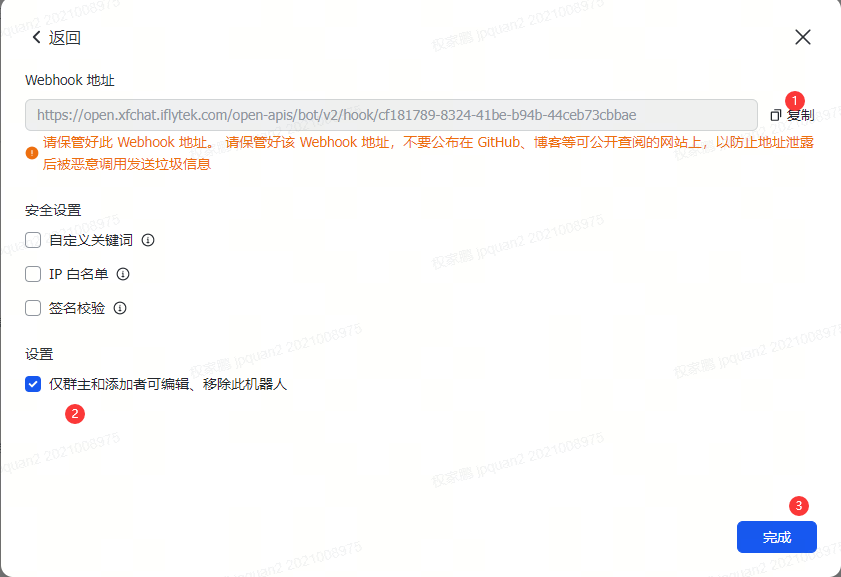 返回
Webhook 地址
1
https://open.xfchat.iflytek.com/open-apis/bot/v2/hook/cf181789-8324-41be-b94b-44ceb73cbbae
复制
请保管好此 Webhook 地址。 请保管好该 Webhook 地址，不要公布在 GitHub、博客等可公开查阅的网站上，以防止地址泄露
后被恶意调用发送垃圾信息
安全设置
自定义关键词
IP 白名单
签名校验
设置
仅群主和添加者可编辑、移除此机器人
2
3
完成
权家鹏 jpquan2 2021008975